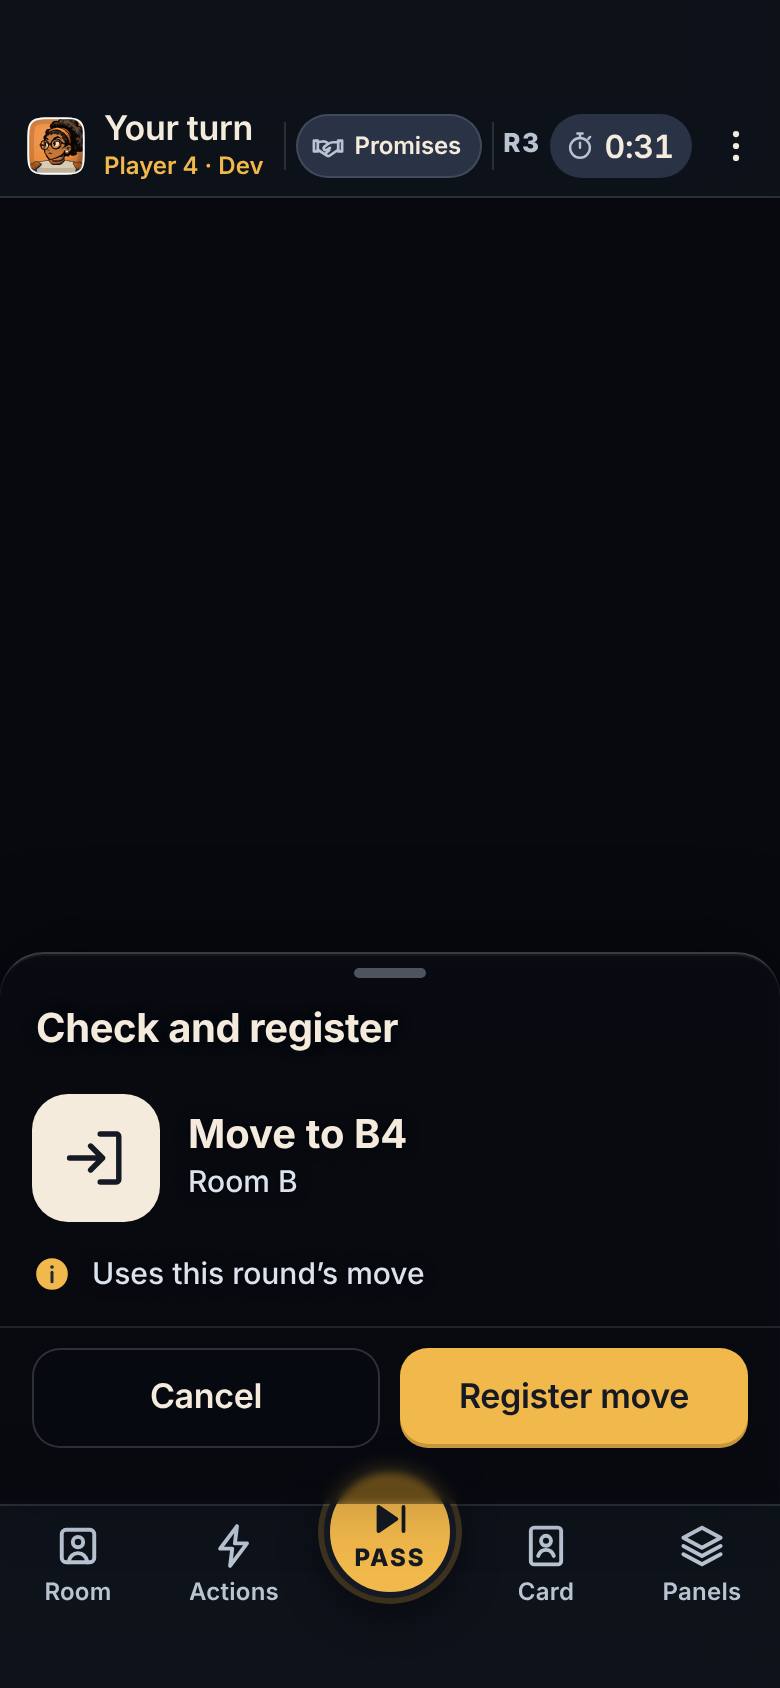 Your turn
Player 4 · Dev
Promises
R3
0:31
Check and register
Move to B4
Room B
Uses this round’s move
Cancel
Register move
PASS
Room
Actions
Card
Panels